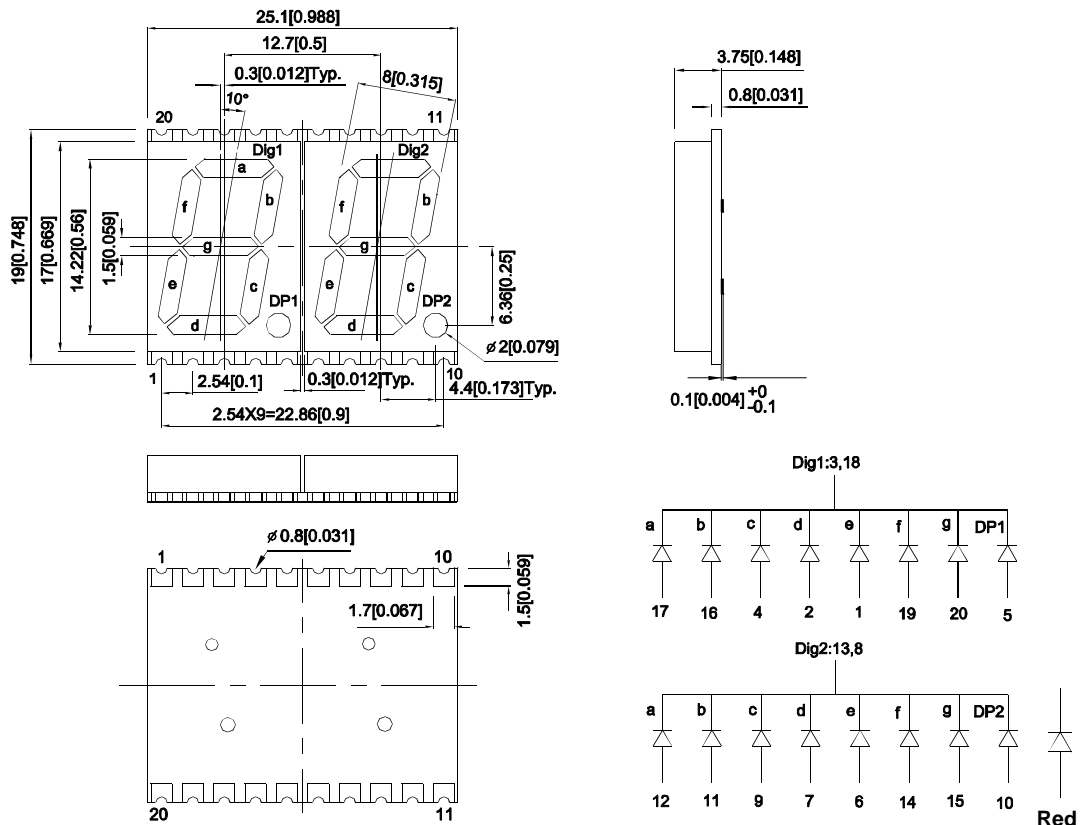 25.1[0.988]
12.7[0.5]
0.3[0.012]Typ.
8[0.315]
10°
20
11
Dig1
Dig2
a
f
b
g
e
c
d
DP1
f
b
g
e
c
d
DP2
19[0.748]
17[0.669]
14.22[0.56]
1.5[0.059]
6.36[0.25]
ø2[0.079]
1
10
2.54[0.1]
0.3[0.012]Typ.
4.4[0.173]Typ.
2.54X9=22.86[0.9]
3.75[0.148]
0.8[0.031]
0.1[0.004] +0
-0.1
ø0.8[0.031]
1
10
1.7[0.067]
1.5[0.059]
20
11
Dig1:3,18
a b c d e f g DP1
17 16 4 2 1 19 20 5
Dig2:13,8
a b c d e f g DP2
12 11 9 7 6 14 15 10
Red